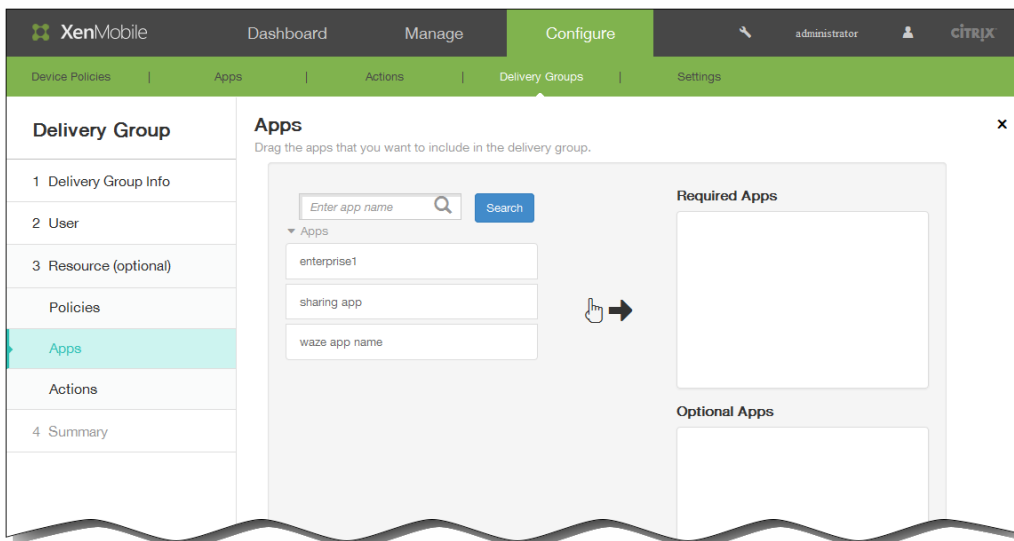 XenMobile Dashboard Manage Configure administrator CİTRIX
Device Policies | Apps | Actions | Delivery Groups | Settings
Delivery Group
1 Delivery Group Info
2 User
3 Resource (optional)
Policies
Apps
Actions
4 Summary
Apps
Drag the apps that you want to include in the delivery group.
Enter app name Search
Apps
enterprise1
sharing app
waze app name
Required Apps
Optional Apps